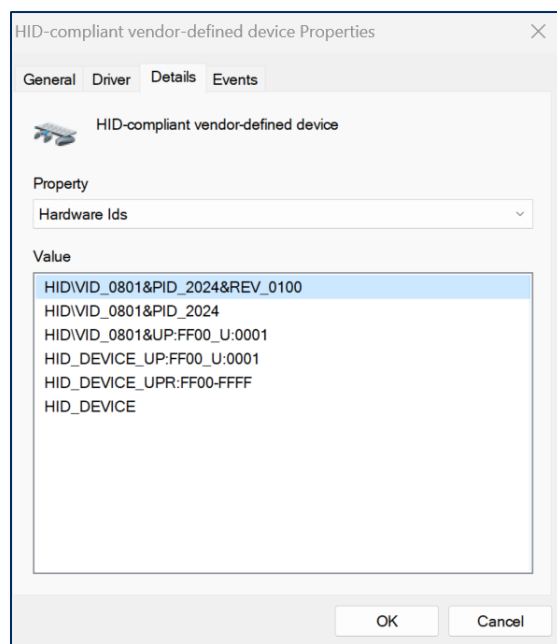 HID-compliant vendor-defined device Properties
General Driver Details Events
HID-compliant vendor-defined device
Property
Hardware Ids
Value
HID\VID_0801&PID_2024&REV_0100
HID\VID_0801&PID_2024
HID\VID_0801&UP:FF00_U:0001
HID_DEVICE_UP:FF00_U:0001
HID_DEVICE_UPR:FF00-FFFF
HID_DEVICE
OK Cancel